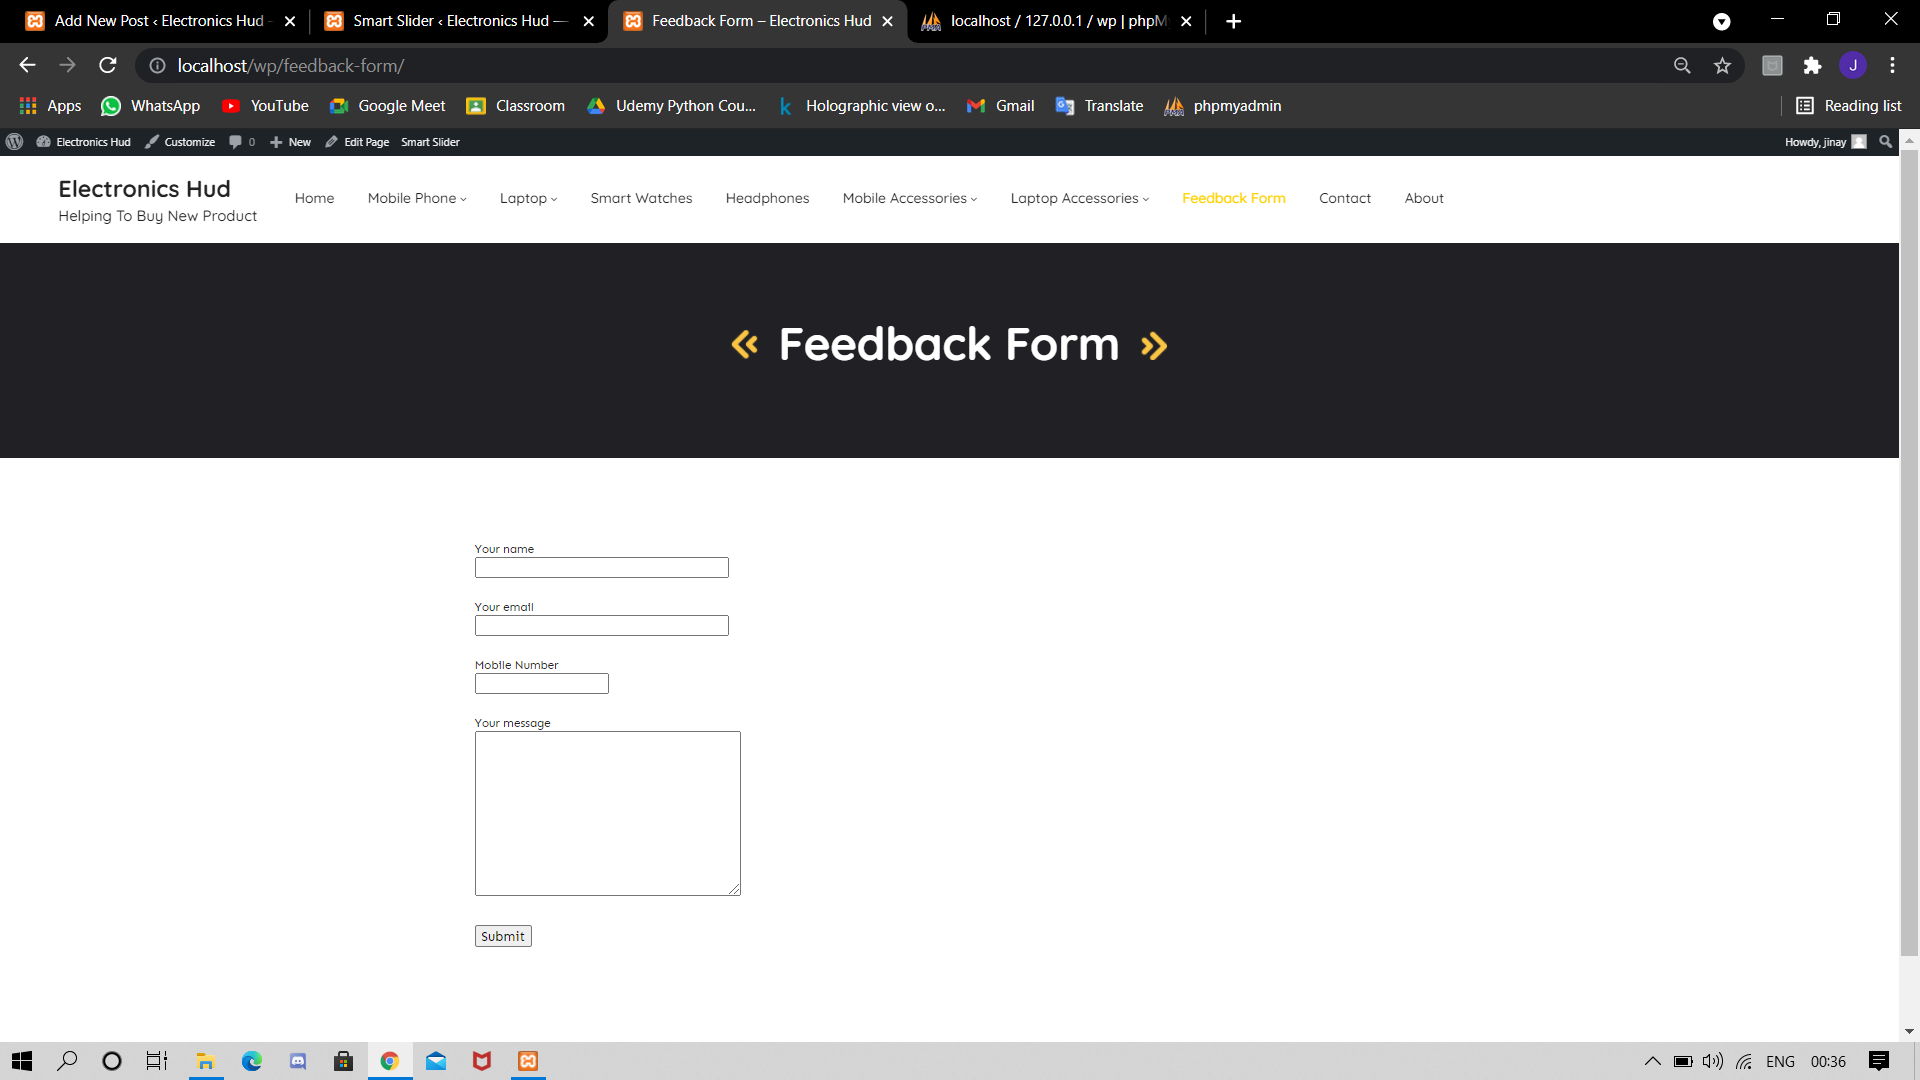 Add New Post ‹ Electronics Hud -
Smart Slider ‹ Electronics Hud —
Feedback Form – Electronics Hud
localhost / 127.0.0.1 / wp | phpM
localhost/wp/feedback-form/
J
Apps
WhatsApp
YouTube
Google Meet
Classroom
Udemy Python Cou...
Holographic view o...
Gmail
Translate
phpmyadmin
Reading list
Electronics Hud
Customize
0
New
Edit Page
Smart Slider
Howdy, jinay
Electronics Hud
Helping To Buy New Product
Home
Mobile Phone
Laptop
Smart Watches
Headphones
Mobile Accessories
Laptop Accessories
Feedback Form
Contact
About
« Feedback Form »
Your name
Your email
Mobile Number
Your message
Submit
ENG
00:36